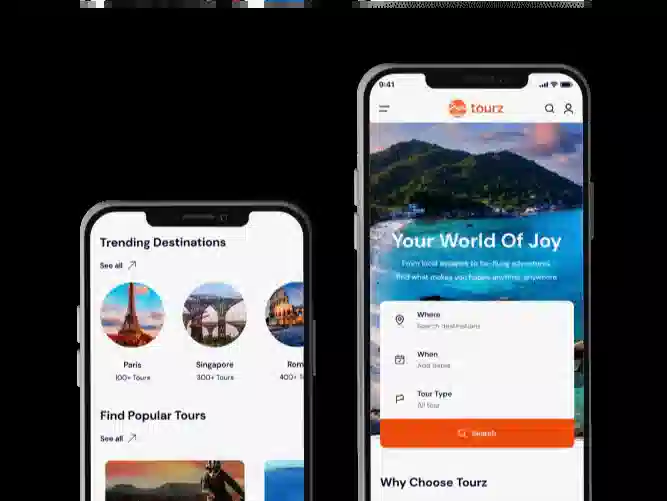 Trending Destinations
See all
Paris
100+ Tours
Singapore
300+ Tours
Rom
400+ T
Find Popular Tours
See all
9:41
tourz
Your World Of Joy
From local escapes to far-flung adventures,
find what makes you happy anytime, anywhere
Where
Search destinations
When
Add dates
Tour Type
All tour
Search
Why Choose Tourz